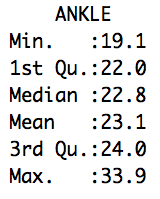 ANKLE
Min.   :19.1
1st Qu.:22.0
Median :22.8
Mean   :23.1
3rd Qu.:24.0
Max.   :33.9